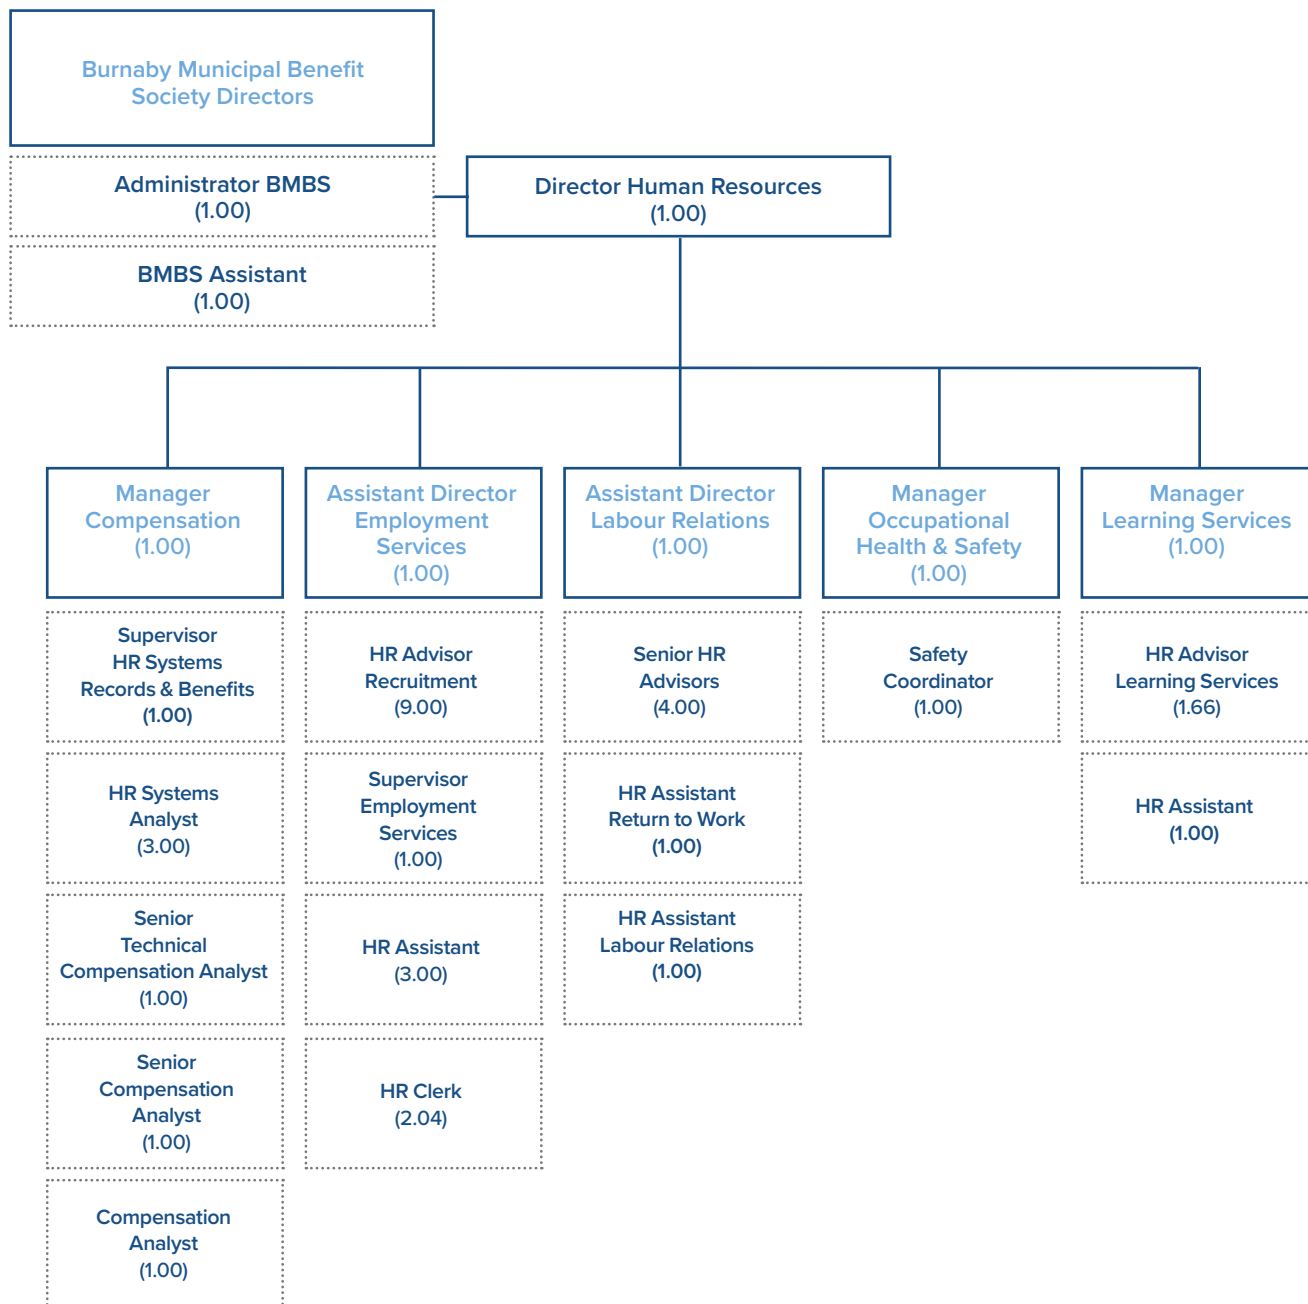 Burnaby Municipal Benefit
Society Directors
Administrator BMBS
(1.00)
BMBS Assistant
(1.00)
Director Human Resources
(1.00)
Manager
Compensation
(1.00)
Supervisor
HR Systems
Records & Benefits
(1.00)
HR Systems
Analyst
(3.00)
Senior
Technical
Compensation Analyst
(1.00)
Senior
Compensation
Analyst
(1.00)
Compensation
Analyst
(1.00)
Assistant Director
Employment
Services
(1.00)
HR Advisor
Recruitment
(9.00)
Supervisor
Employment
Services
(1.00)
HR Assistant
(3.00)
HR Clerk
(2.04)
Assistant Director
Labour Relations
(1.00)
Senior HR
Advisors
(4.00)
HR Assistant
Return to Work
(1.00)
HR Assistant
Labour Relations
(1.00)
Manager
Occupational
Health & Safety
(1.00)
Safety
Coordinator
(1.00)
Manager
Learning Services
(1.00)
HR Advisor
Learning Services
(1.66)
HR Assistant
(1.00)